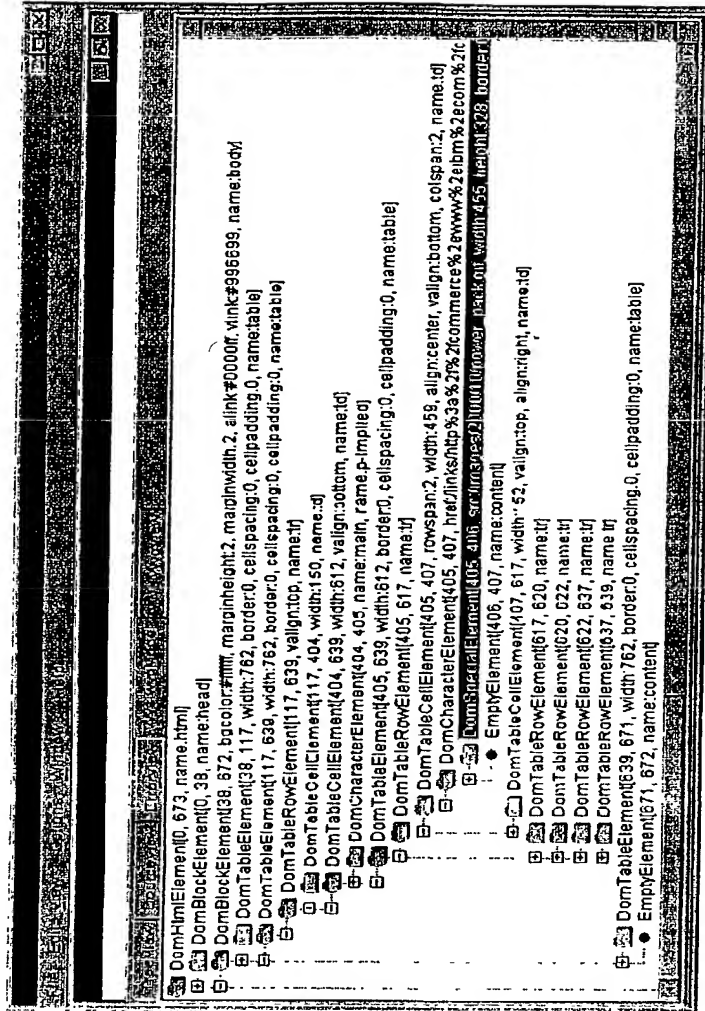 DomHtmlElement[0, 673, name:html]
DomBlockElement[0, 38, name:head]
DomBlockElement[38, 672, bgcolor:#ffffff, marginheight:2, marginwidth:2, alink:#0000ff, vlink:#996699, name:body]
DomTableElement[38, 117, width:762, border:0, cellspacing:0, cellpadding:0, name:table]
DomTableElement[117, 639, width:762, border:0, cellspacing:0, cellpadding:0, name:table]
DomTableRowElement[117, 639, valign:top, name:tr]
DomTableCellElement[117, 404, width:150, name:td]
DomTableCellElement[404, 639, width:612, valign:bottom, name:td]
DomCharacterElement[404, 405, name:main, name:p-implied]
DomTableElement[405, 639, width:612, border:0, cellspacing:0, cellpadding:0, name:table]
DomTableRowElement[405, 617, name:tr]
DomTableCellElement[405, 407, rowspan:2, width:459, align:center, valign:bottom, colspan:2, name:td]
DomCharacterElement[405, 407, href:/links/http%3a%2f%2fcommerce%2ewww%2eibm%2ecom%2fc
DomSpecialElement[405, 406, height:328, border:
EmptyElement[406, 407, name:content]
DomTableCellElement[407, 617, valign:top, align:right, name:td]
DomTableRowElement[617, 620, name:tr]
DomTableRowElement[620, 622, name:tr]
DomTableRowElement[622, 637, name:tr]
DomTableRowElement[637, 639, name:tr]
DomTableElement[639, 671, width:762, border:0, cellspacing:0, cellpadding:0, name:table]
EmptyElement[671, 672, name:content]